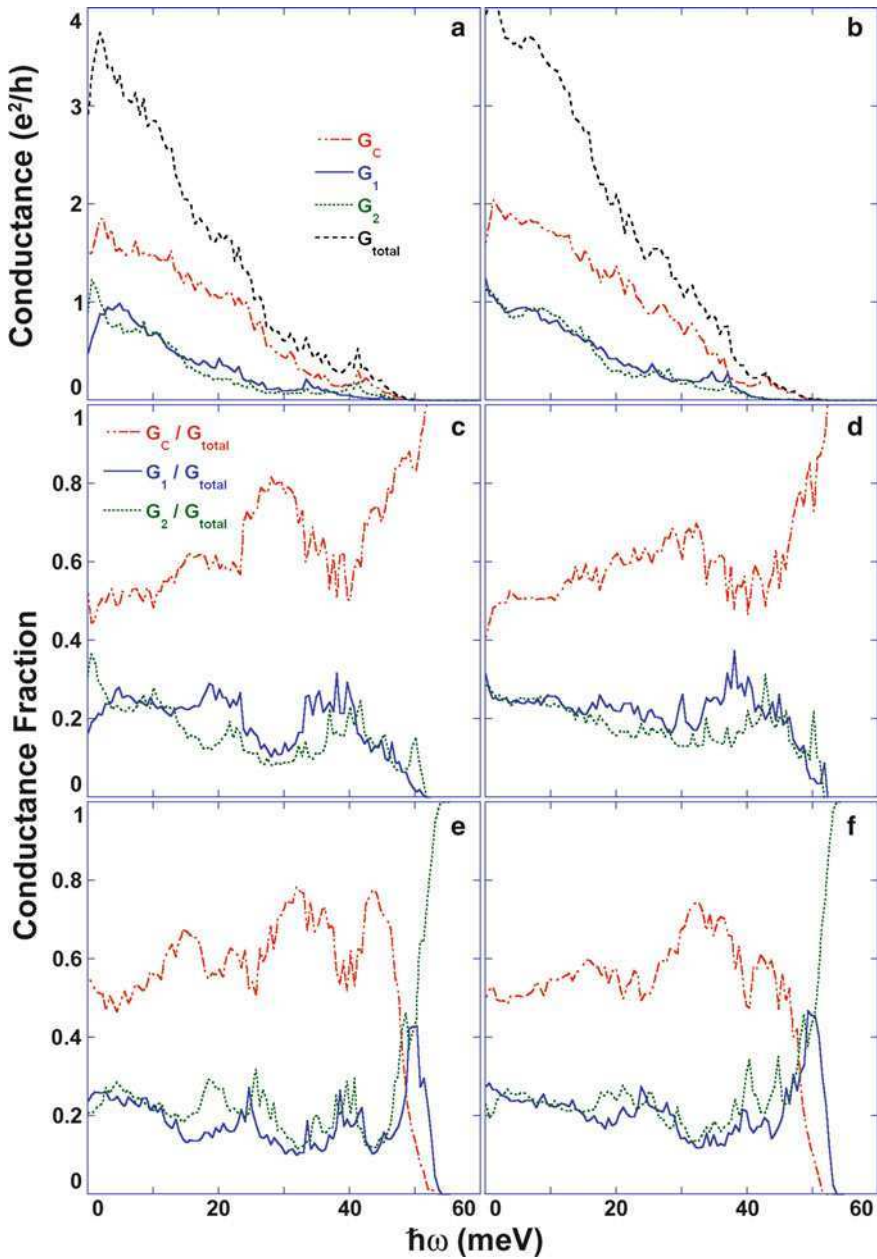 Conductance (e²/h)
4
3
2
1
0
a
b
G_C
G_1
G_2
G_total
Conductance Fraction
1
0.8
0.6
0.4
0.2
0
c
d
G_C / G_total
G_1 / G_total
G_2 / G_total
1
0.8
0.6
0.4
0.2
0
e
f
0 20 40 0 20 40 60
ħω (meV)